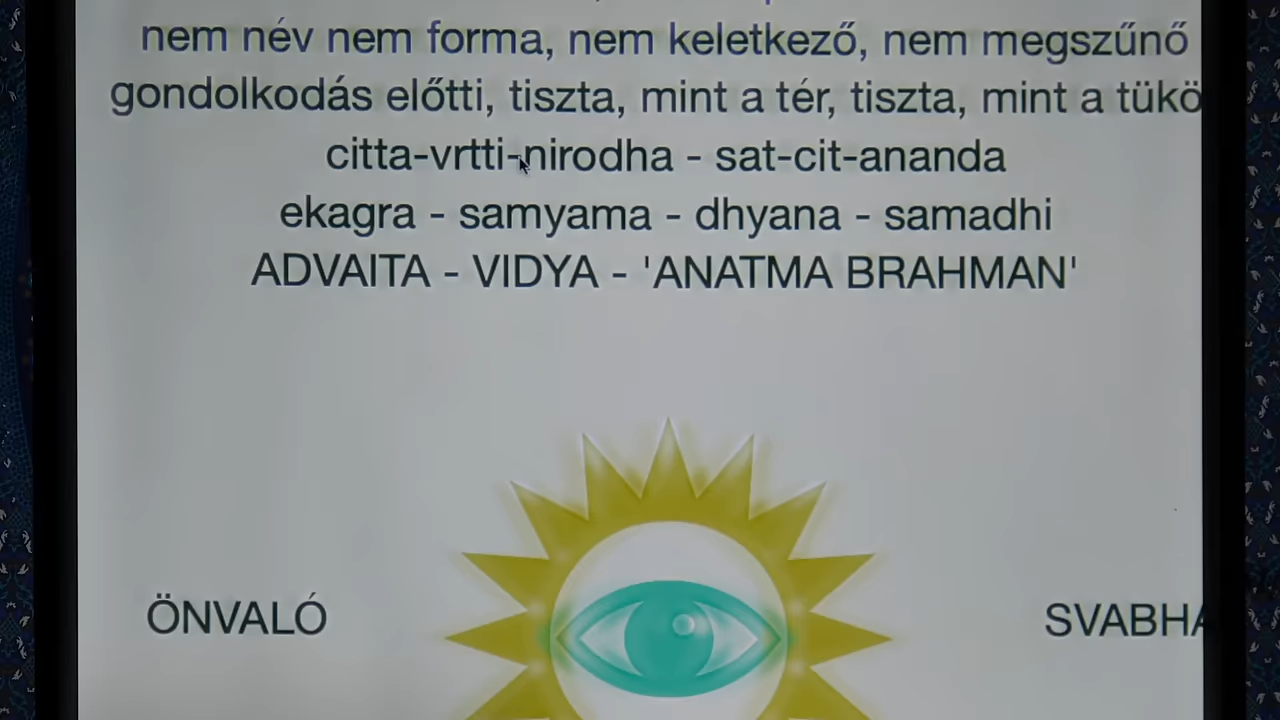 nem név nem forma, nem keletkező, nem megszűnő
gondolkodás előtti, tiszta, mint a tér, tiszta, mint a tükö
citta-vrtti-nirodha - sat-cit-ananda
ekagra - samyama - dhyana - samadhi
ADVAITA - VIDYA - 'ANATMA BRAHMAN'
ÖNVALÓ
SVABHA